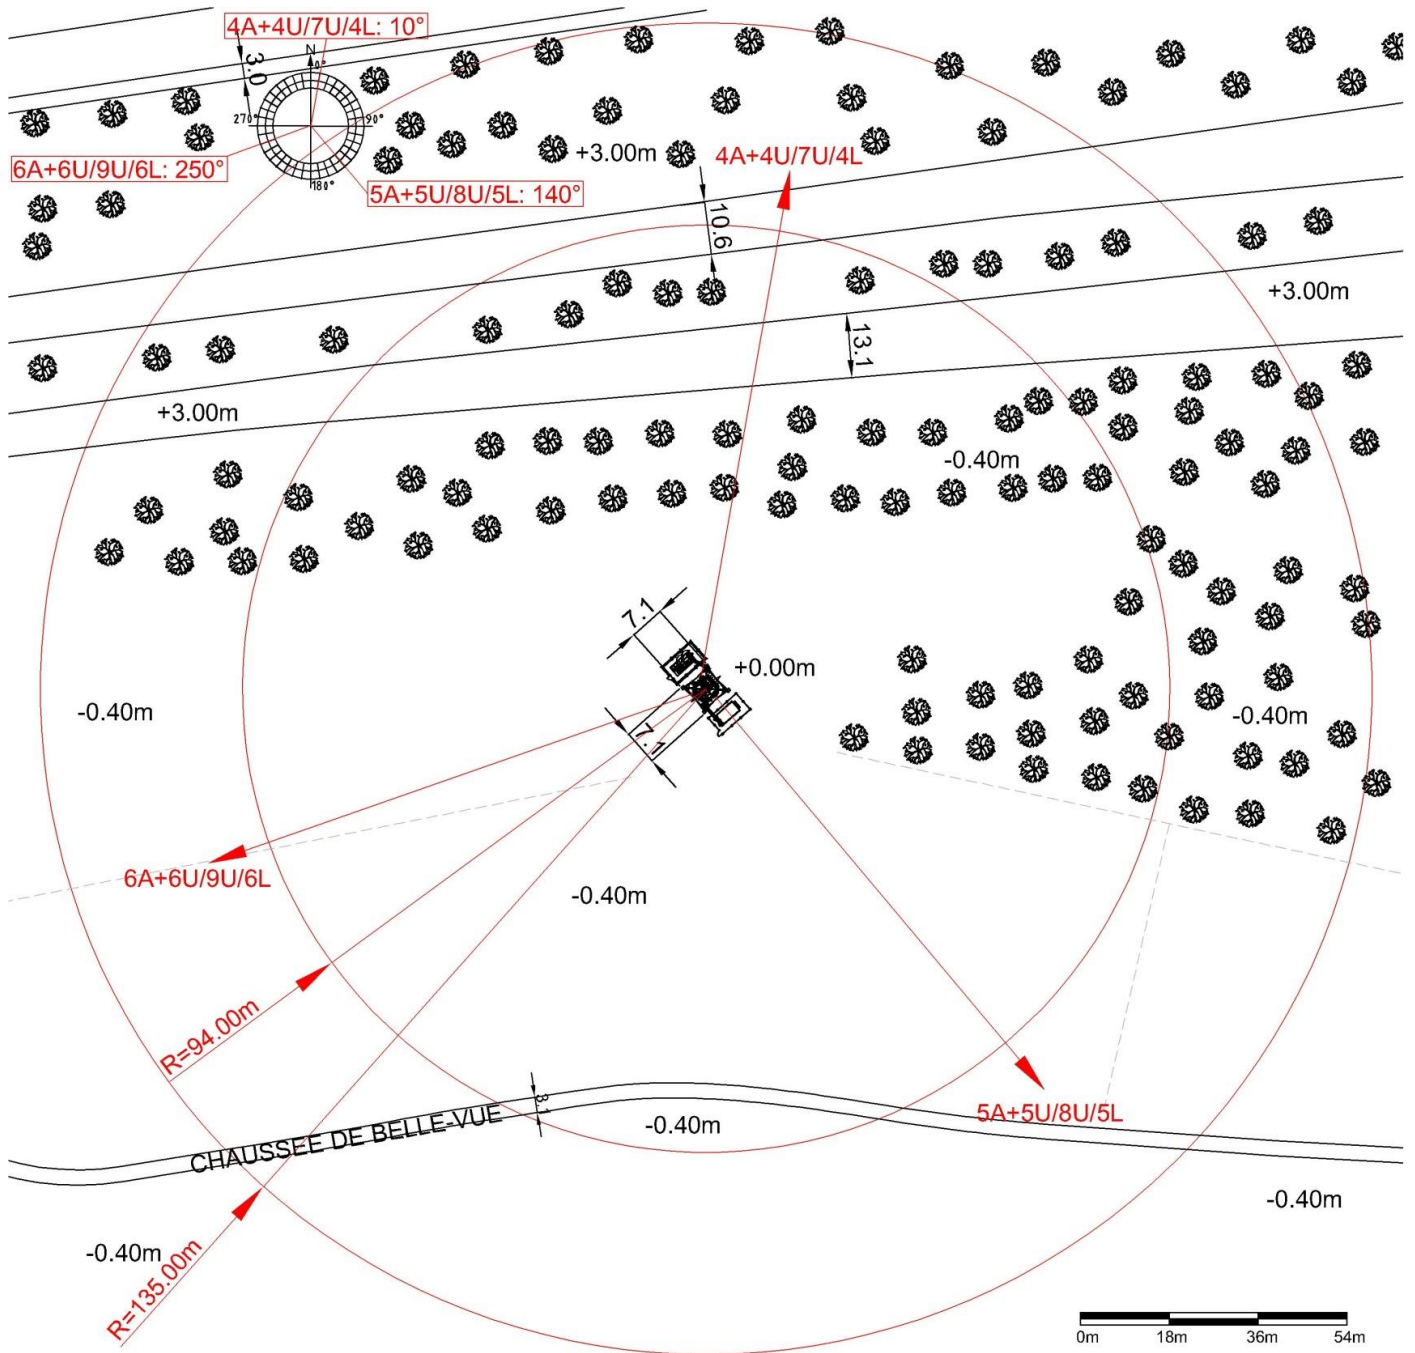 4A+4U/7U/4L: 10°
3.0
N
0°
270°
90°
180°
6A+6U/9U/6L: 250°
5A+5U/8U/5L: 140°
+3.00m
4A+4U/7U/4L
10.6
+3.00m
13.1
+3.00m
-0.40m
7.1
+0.00m
-0.40m
-0.40m
7.1
6A+6U/9U/6L
-0.40m
R=94.00m
3.1
5A+5U/8U/5L
-0.40m
CHAUSSEE DE BELLE-VUE
-0.40m
-0.40m
R=135.00m
0m 18m 36m 54m